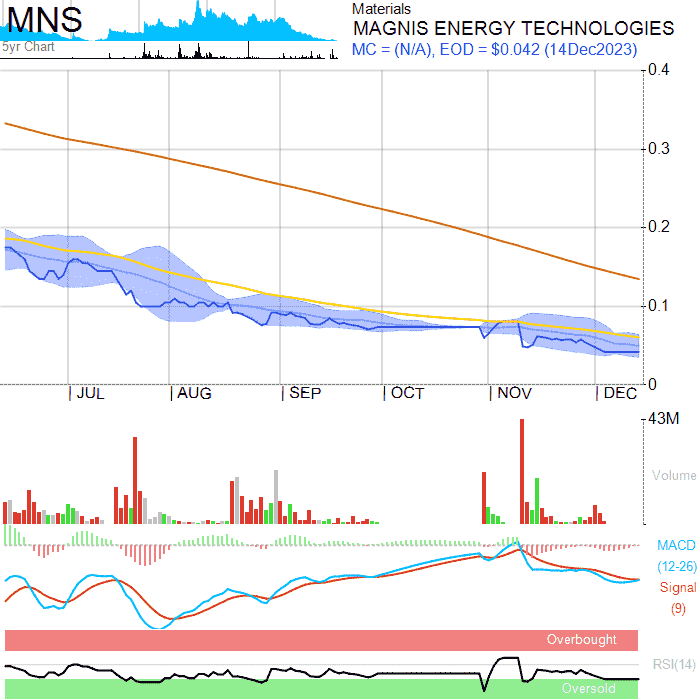 MNS
5yr Chart
Materials
MAGNIS ENERGY TECHNOLOGIES
MC = (N/A), EOD = $0.042 (14Dec2023)
0.4
0.3
0.2
0.1
0
JUL AUG SEP OCT NOV DEC
43M
Volume
MACD
(12-26)
Signal
(9)
Overbought
RSI(14)
Oversold